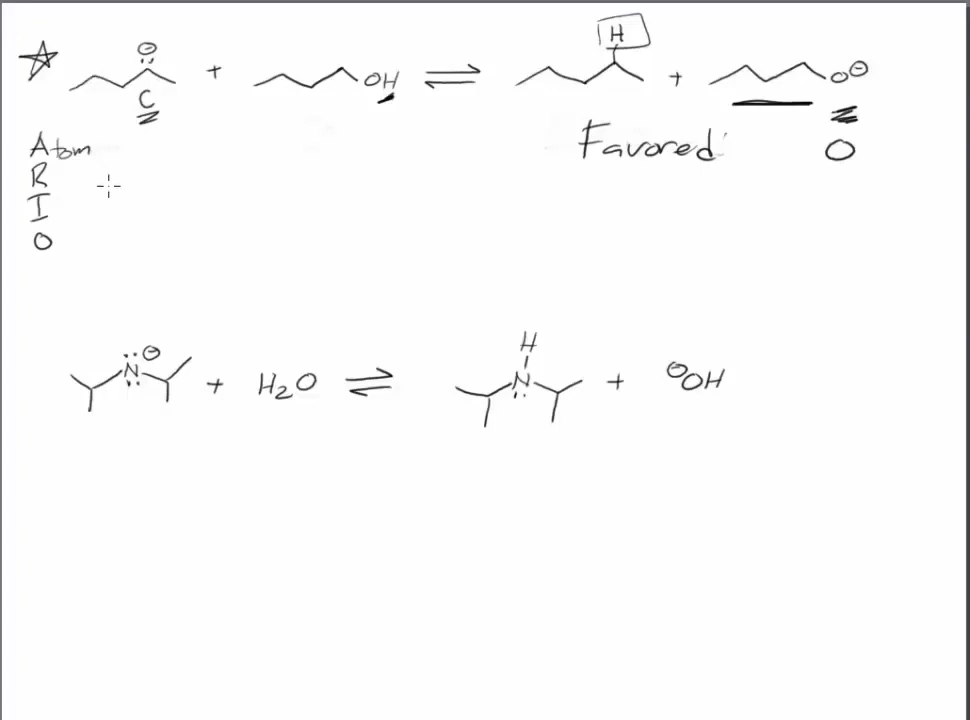 ⊖ H
+ OH ⇌ + O⊖
C
Favored O
Atom
R
I
O
H
N⊖ + H2O ⇌ N + ⊖OH